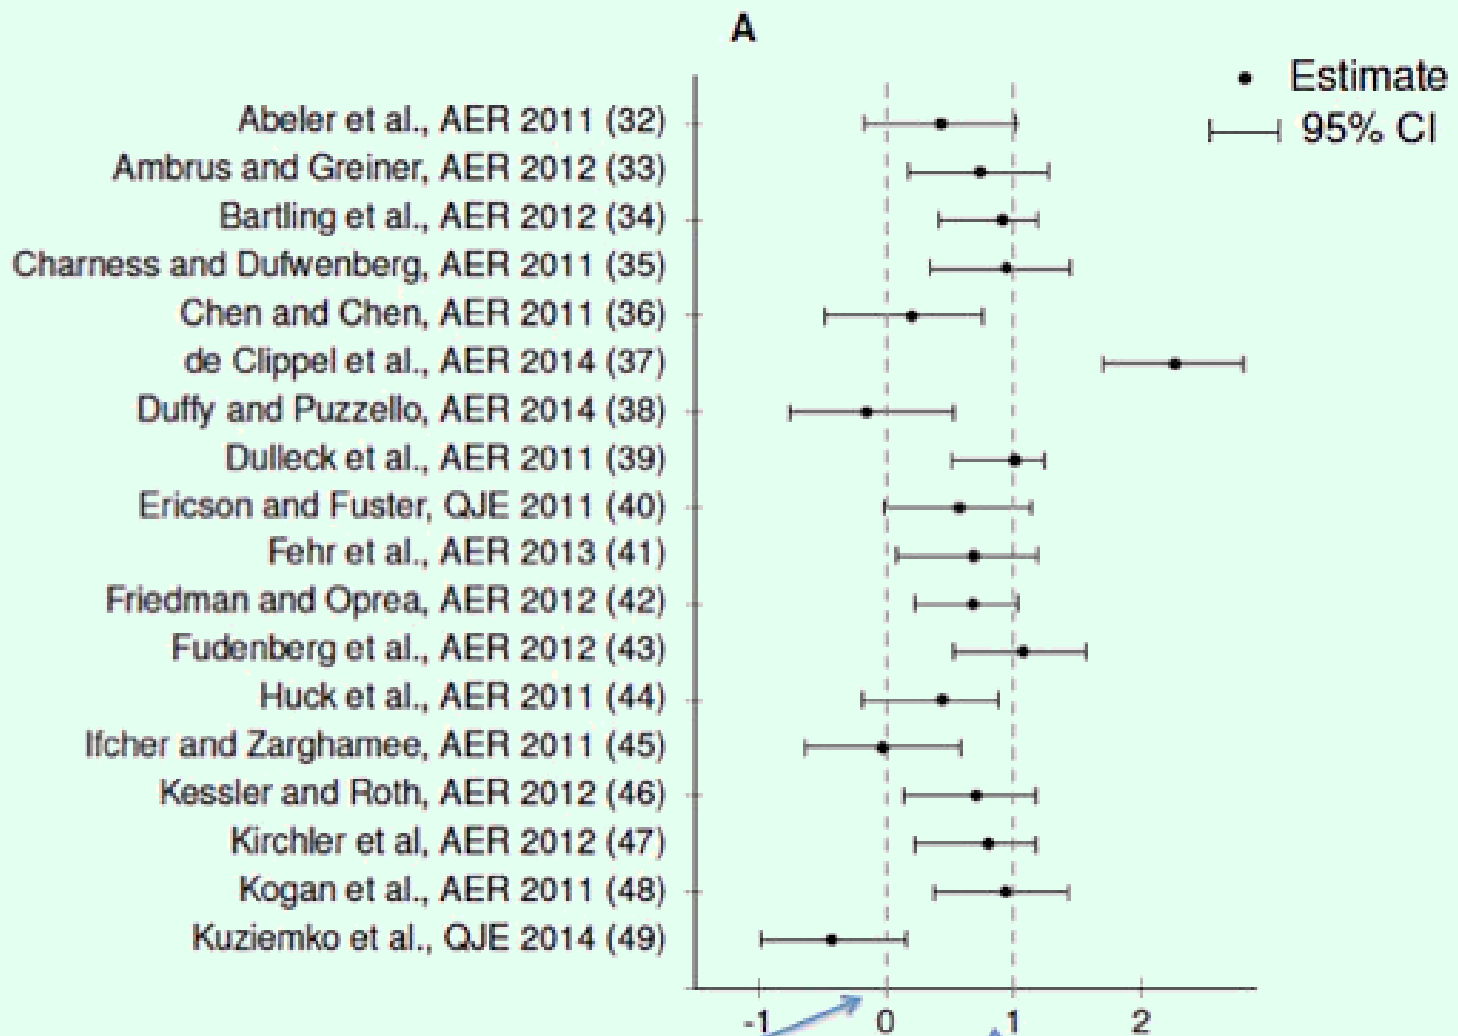 A
Estimate
95% CI
Abeler et al., AER 2011 (32)
Ambrus and Greiner, AER 2012 (33)
Bartling et al., AER 2012 (34)
Charness and Dufwenberg, AER 2011 (35)
Chen and Chen, AER 2011 (36)
de Clippel et al., AER 2014 (37)
Duffy and Puzzello, AER 2014 (38)
Dulleck et al., AER 2011 (39)
Ericson and Fuster, QJE 2011 (40)
Fehr et al., AER 2013 (41)
Friedman and Oprea, AER 2012 (42)
Fudenberg et al., AER 2012 (43)
Huck et al., AER 2011 (44)
Ifcher and Zarghamee, AER 2011 (45)
Kessler and Roth, AER 2012 (46)
Kirchler et al, AER 2012 (47)
Kogan et al., AER 2011 (48)
Kuziemko et al., QJE 2014 (49)
-1 0 1 2